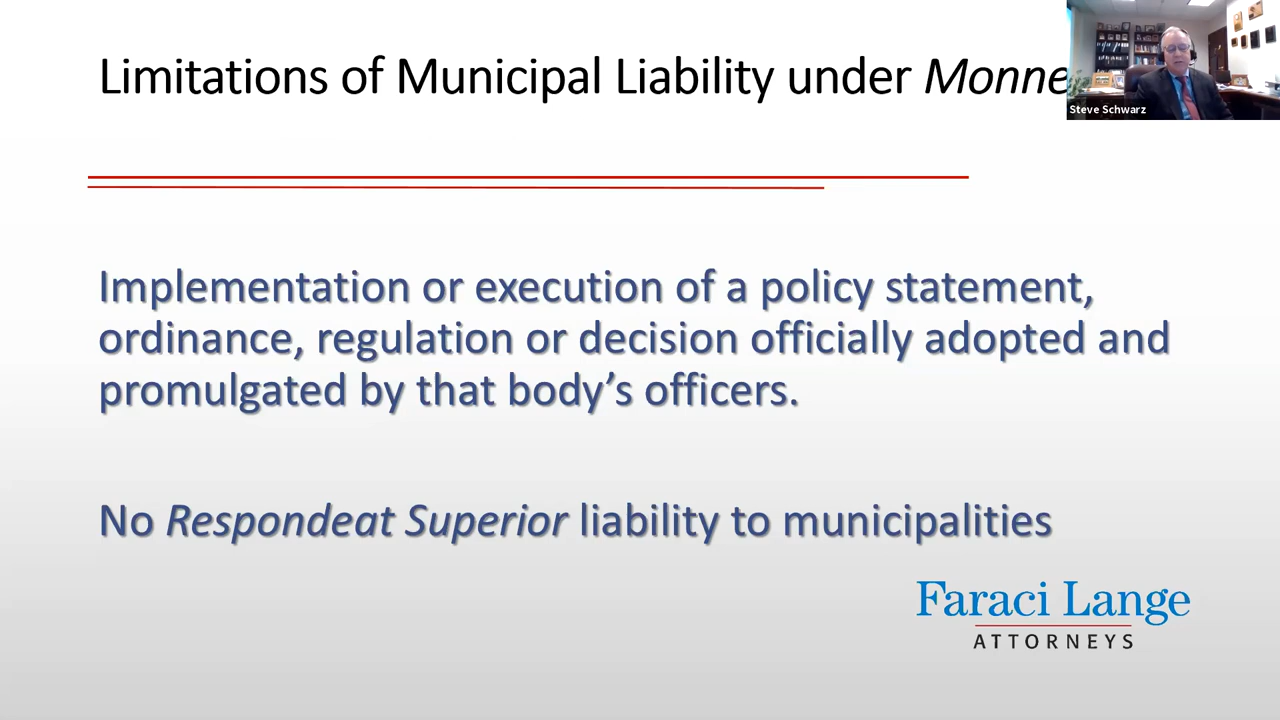 Limitations of Municipal Liability under Monne
Steve Schwarz
Implementation or execution of a policy statement,
ordinance, regulation or decision officially adopted and
promulgated by that body’s officers.
No Respondeat Superior liability to municipalities
Faraci Lange
ATTORNEYS